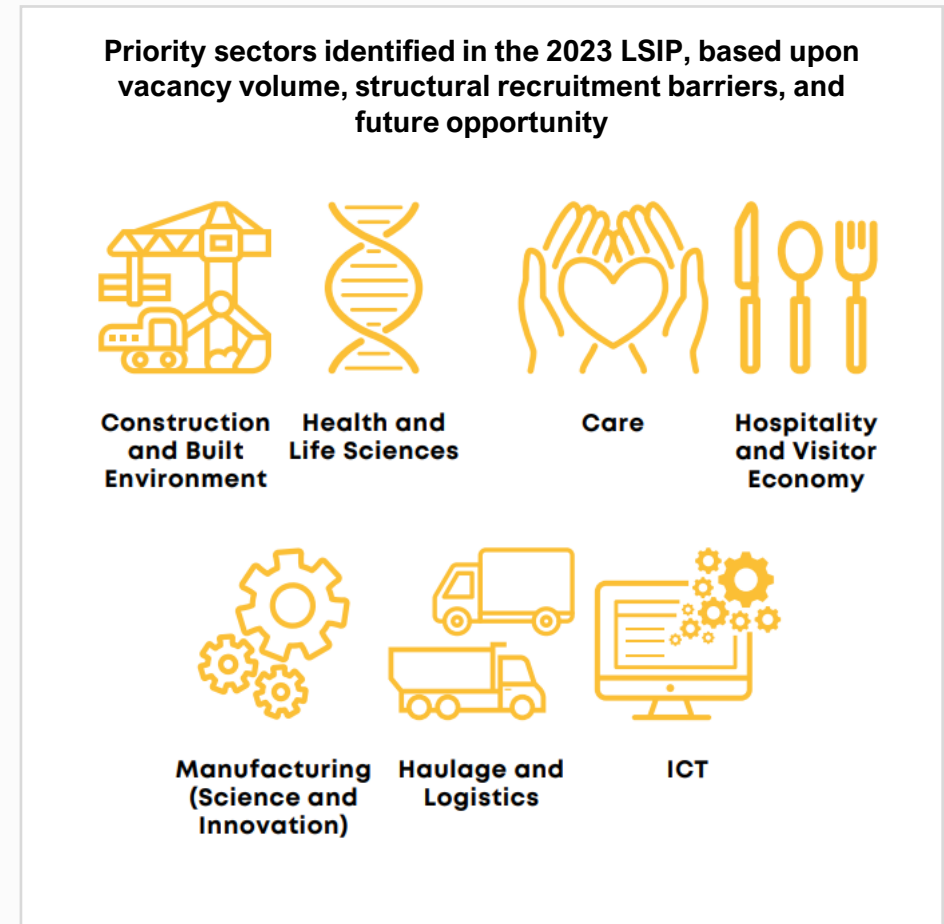 Priority sectors identified in the 2023 LSIP, based upon
vacancy volume, structural recruitment barriers, and
future opportunity
Construction
and Built
Environment
Health and
Life Sciences
Care
Hospitality
and Visitor
Economy
Manufacturing
(Science and
Innovation)
Haulage and
Logistics
ICT